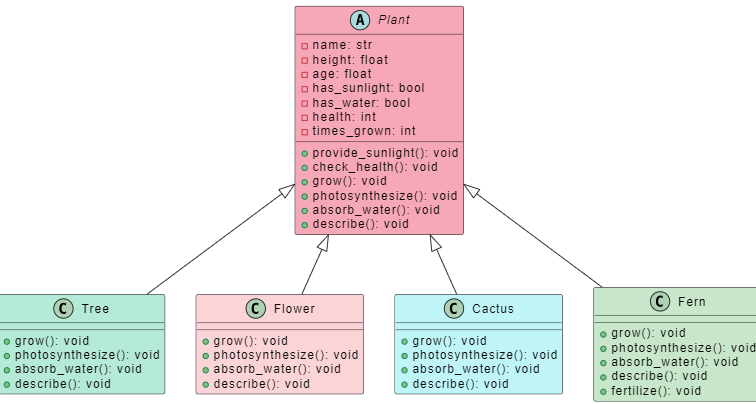 A Plant
name: str
height: float
age: float
has_sunlight: bool
has_water: bool
health: int
times_grown: int
provide_sunlight(): void
check_health(): void
grow(): void
photosynthesize(): void
absorb_water(): void
describe(): void
C Tree
grow(): void
photosynthesize(): void
absorb_water(): void
describe(): void
C Flower
grow(): void
photosynthesize(): void
absorb_water(): void
describe(): void
C Cactus
grow(): void
photosynthesize(): void
absorb_water(): void
describe(): void
C Fern
grow(): void
photosynthesize(): void
absorb_water(): void
describe(): void
fertilize(): void